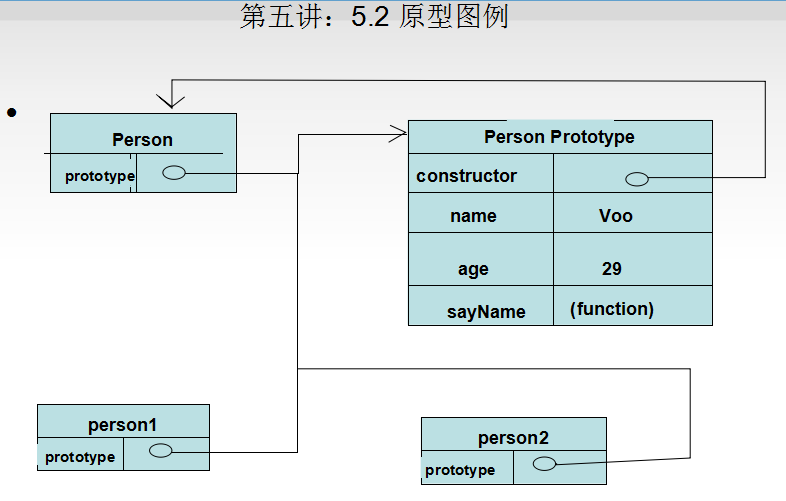 第五讲：5.2 原型图例
Person
prototype
Person Prototype
constructor
name Voo
age 29
sayName (function)
person1
prototype
person2
prototype